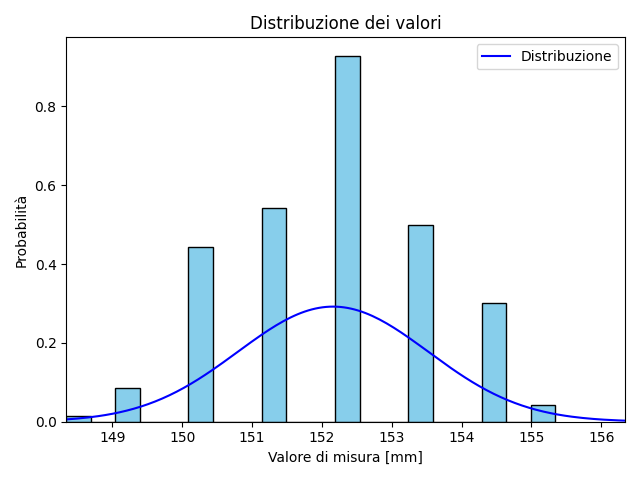 Distribuzione dei valori
Distribuzione
Probabilità
0.8
0.6
0.4
0.2
0.0
149 150 151 152 153 154 155 156
Valore di misura [mm]